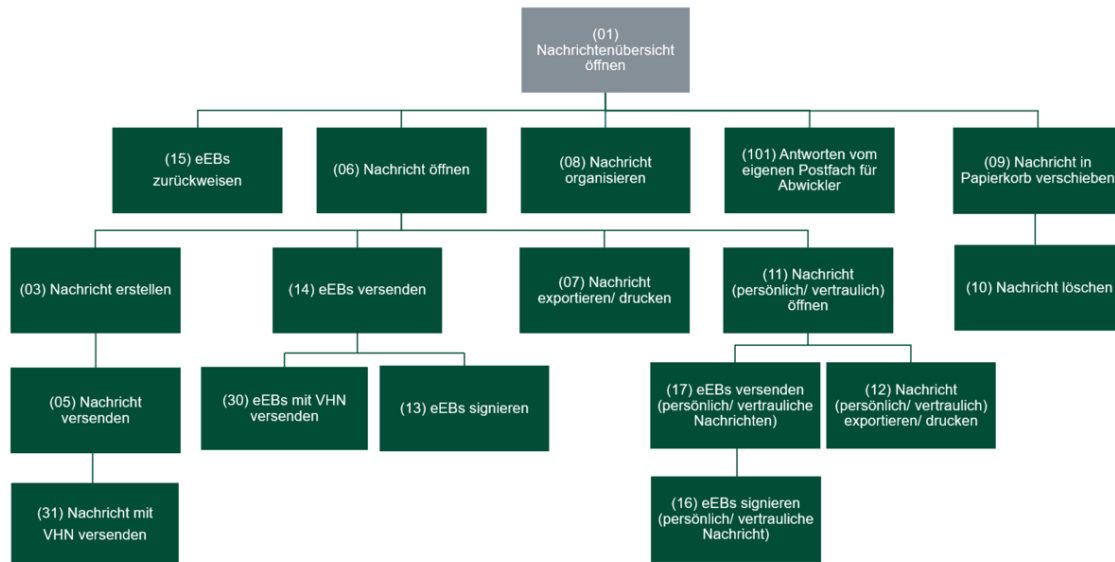 (01)
Nachrichtenübersicht
öffnen
(15) eEBs
zurückweisen
(06) Nachricht öffnen
(08) Nachricht
organisieren
(101) Antworten vom
eigenen Postfach für
Abwickler
(09) Nachricht in
Papierkorb verschieben
(03) Nachricht erstellen
(14) eEBs versenden
(07) Nachricht
exportieren/ drucken
(11) Nachricht
(persönlich/ vertraulich)
öffnen
(10) Nachricht löschen
(05) Nachricht
versenden
(30) eEBs mit VHN
versenden
(13) eEBs signieren
(17) eEBs versenden
(persönlich/ vertrauliche
Nachrichten)
(12) Nachricht
(persönlich/ vertraulich)
exportieren/ drucken
(31) Nachricht mit
VHN versenden
(16) eEBs signieren
(persönlich/ vertrauliche
Nachricht)